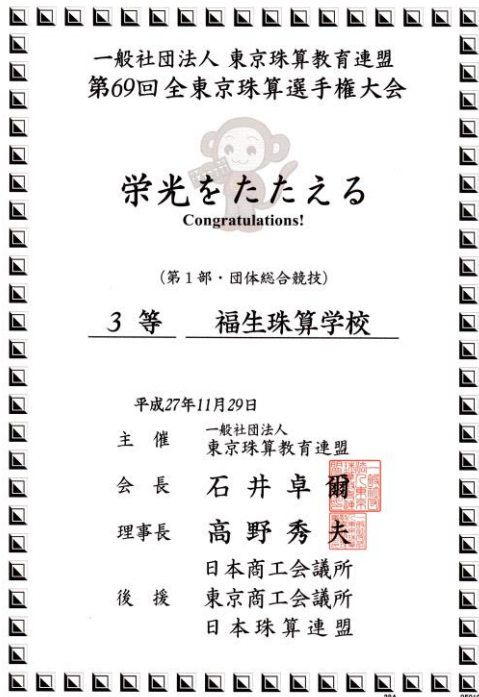 一般社団法人 東京珠算教育連盟
第69回全東京珠算選手権大会
栄光をたたえる
Congratulations!
(第1部・団体総合競技)
3 等 福生珠算学校
平成27年11月29日
主 催 一般社団法人
東京珠算教育連盟
会 長 石 井 卓 爾
理事長 高 野 秀 夫
日本商工会議所
後 援 東京商工会議所
日 本 珠 算 連 盟